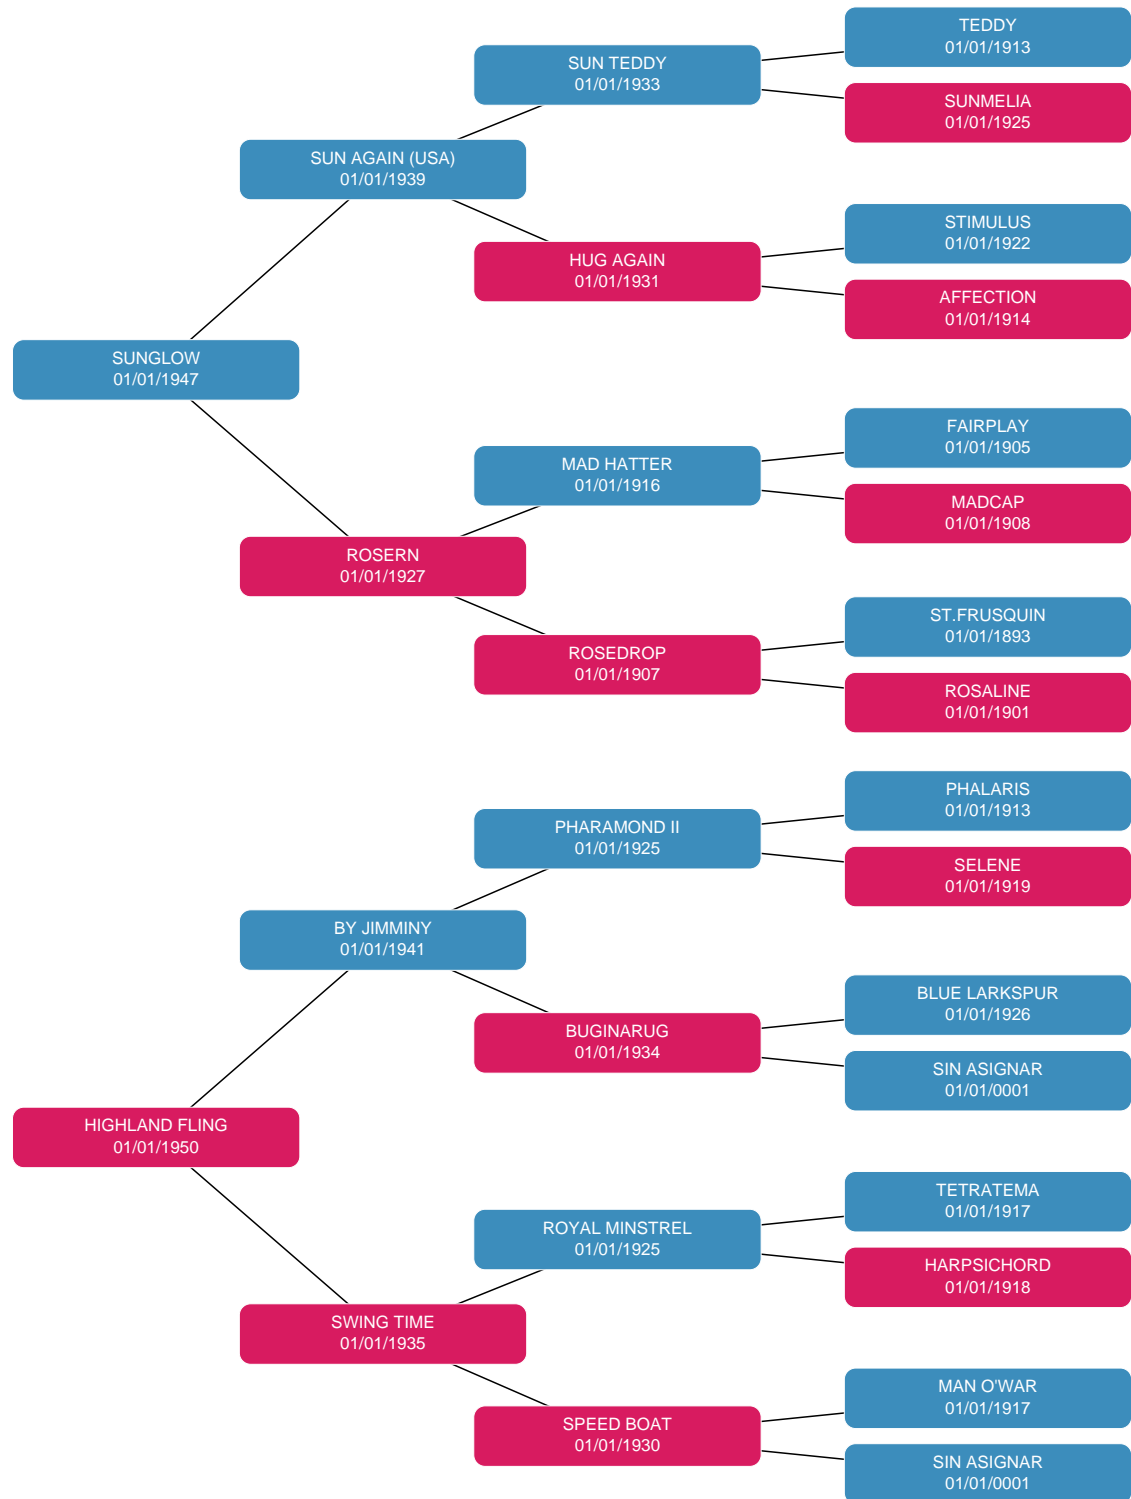 TEDDY
01/01/1913
SUN TEDDY
01/01/1933
SUNMELIA
01/01/1925
SUN AGAIN (USA)
01/01/1939
STIMULUS
01/01/1922
HUG AGAIN
01/01/1931
AFFECTION
01/01/1914
SUNGLOW
01/01/1947
FAIRPLAY
01/01/1905
MAD HATTER
01/01/1916
MADCAP
01/01/1908
ROSERN
01/01/1927
ST.FRUSQUIN
01/01/1893
ROSEDROP
01/01/1907
ROSALINE
01/01/1901
PHALARIS
01/01/1913
PHARAMOND II
01/01/1925
SELENE
01/01/1919
BY JIMMINY
01/01/1941
BLUE LARKSPUR
01/01/1926
BUGINARUG
01/01/1934
SIN ASIGNAR
01/01/0001
HIGHLAND FLING
01/01/1950
TETRATEMA
01/01/1917
ROYAL MINSTREL
01/01/1925
HARPSICHORD
01/01/1918
SWING TIME
01/01/1935
MAN O'WAR
01/01/1917
SPEED BOAT
01/01/1930
SIN ASIGNAR
01/01/0001